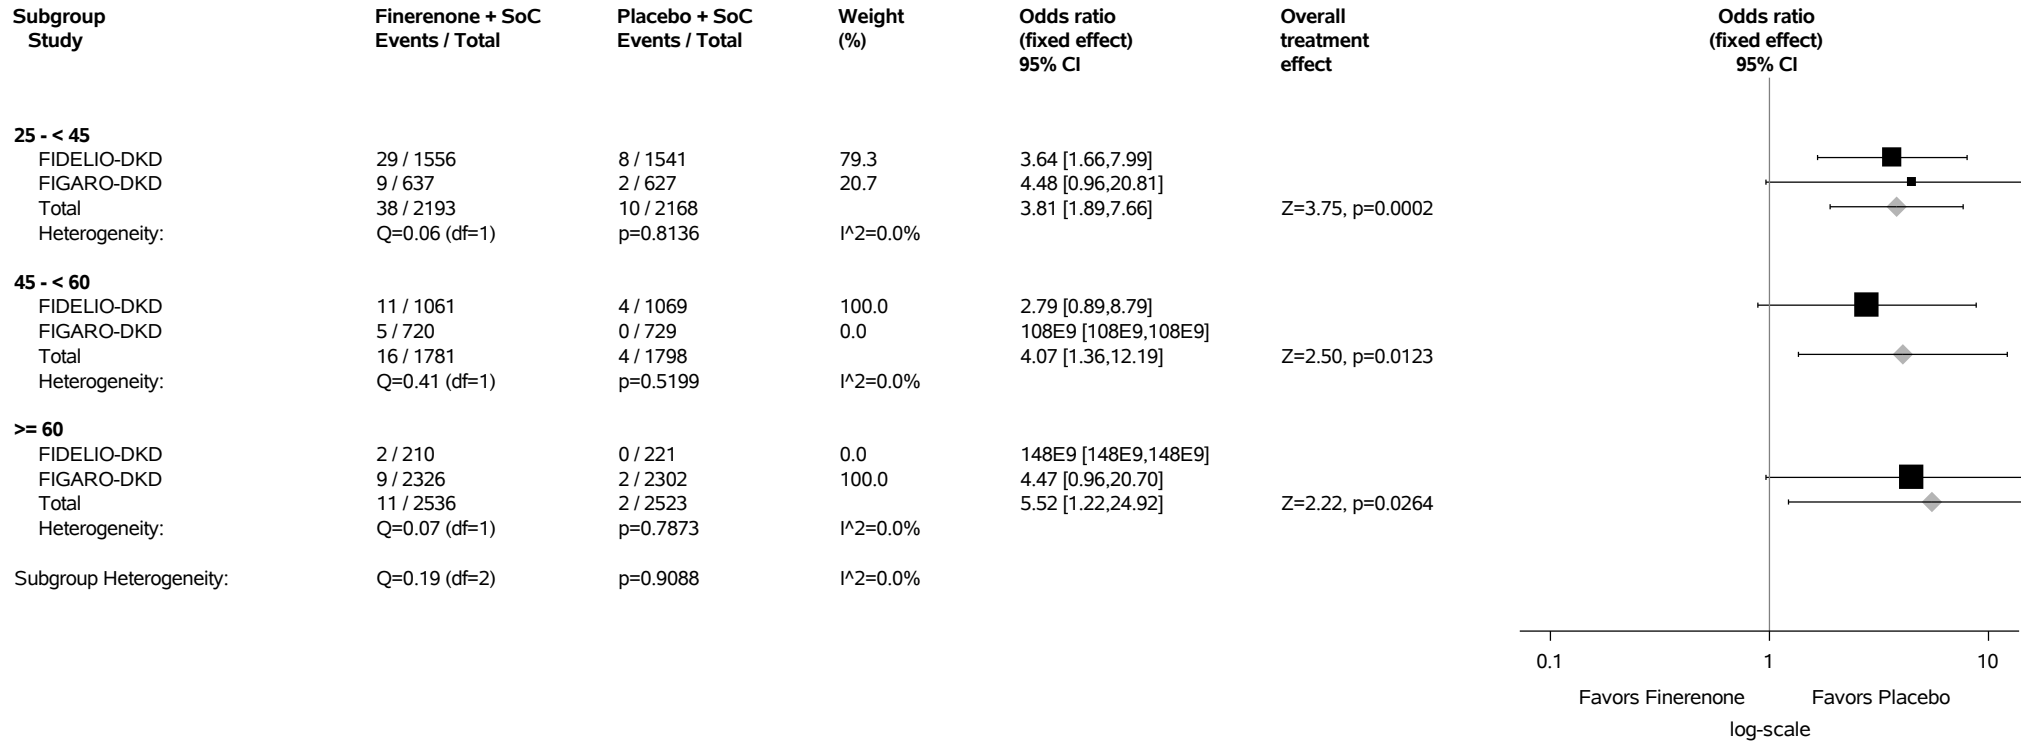 Subgroup Finerenone + SoC Placebo + SoC Weight Odds ratio Overall Odds ratio
Study Events / Total Events / Total (%) (fixed effect) treatment (fixed effect)
95% CI effect 95% CI
25 - < 45
FIDELIO-DKD 29 / 1556 8 / 1541 79.3 3.64 [1.66,7.99]
FIGARO-DKD 9 / 637 2 / 627 20.7 4.48 [0.96,20.81]
Total 38 / 2193 10 / 2168 3.81 [1.89,7.66] Z=3.75, p=0.0002
Heterogeneity: Q=0.06 (df=1) p=0.8136 I^2=0.0%
45 - < 60
FIDELIO-DKD 11 / 1061 4 / 1069 100.0 2.79 [0.89,8.79]
FIGARO-DKD 5 / 720 0 / 729 0.0 108E9 [108E9,108E9]
Total 16 / 1781 4 / 1798 4.07 [1.36,12.19] Z=2.50, p=0.0123
Heterogeneity: Q=0.41 (df=1) p=0.5199 I^2=0.0%
>= 60
FIDELIO-DKD 2 / 210 0 / 221 0.0 148E9 [148E9,148E9]
FIGARO-DKD 9 / 2326 2 / 2302 100.0 4.47 [0.96,20.70]
Total 11 / 2536 2 / 2523 5.52 [1.22,24.92] Z=2.22, p=0.0264
Heterogeneity: Q=0.07 (df=1) p=0.7873 I^2=0.0%
Subgroup Heterogeneity: Q=0.19 (df=2) p=0.9088 I^2=0.0%
0.1 1 10
Favors Finerenone Favors Placebo
log-scale